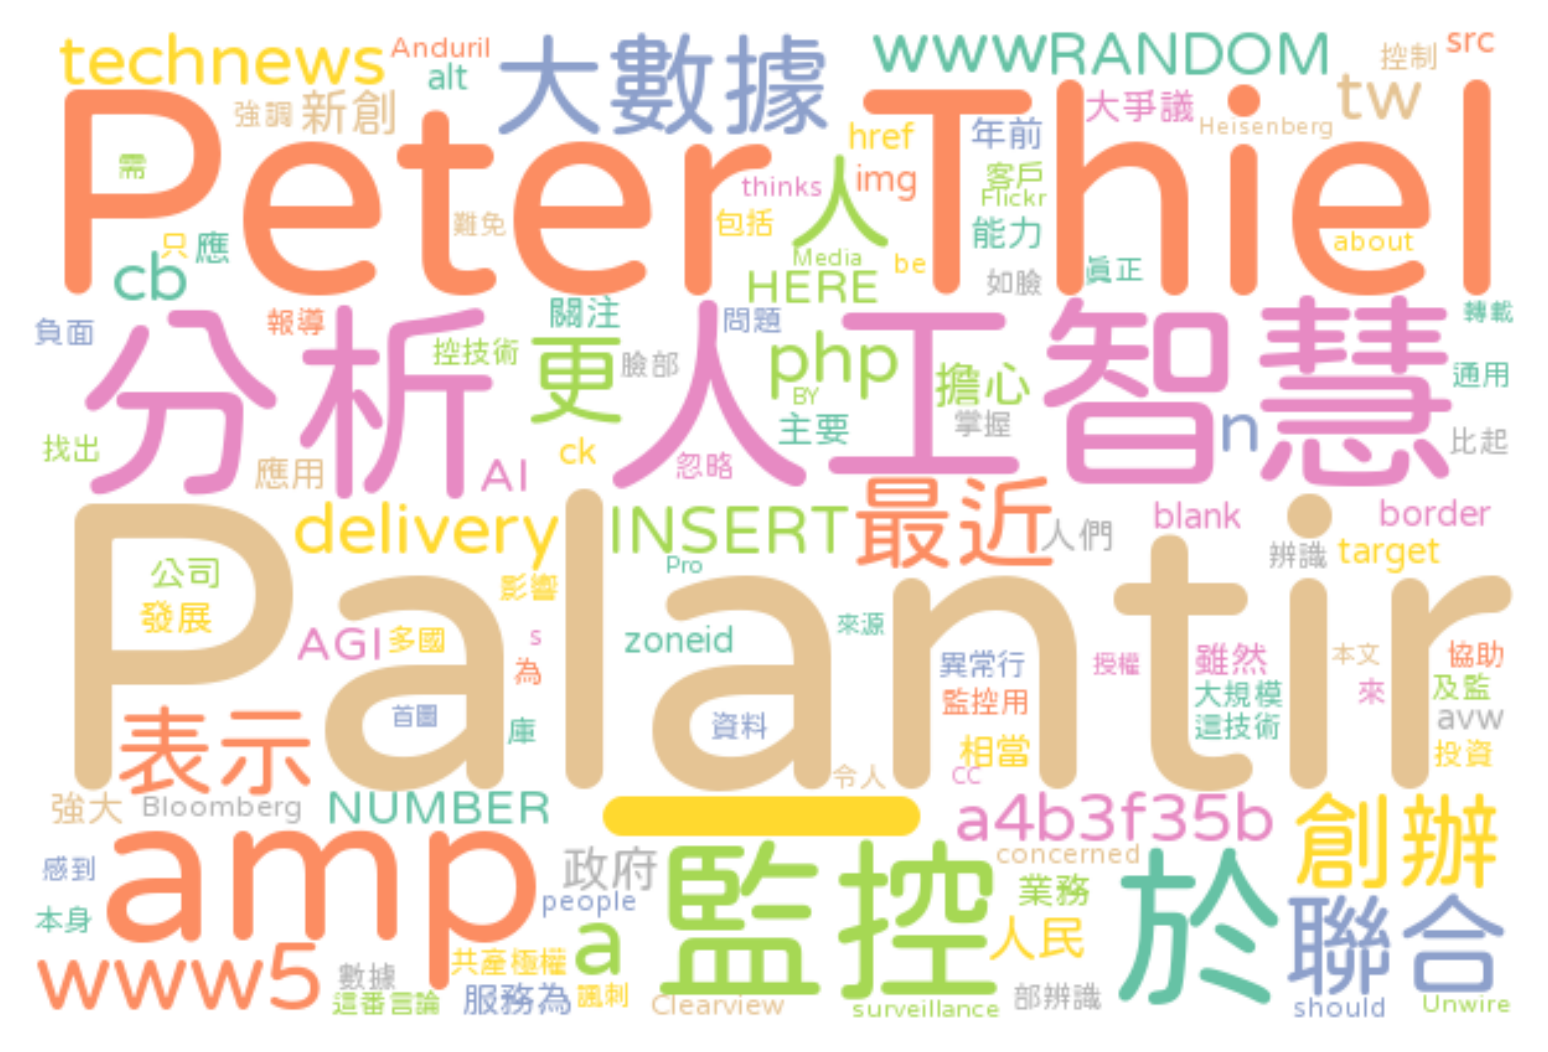 technews
Anduril
alt
大數據
wwwRANDOM
控制
src
強調
新創
tw
大爭議
Heisenberg
href
年前
Peter Thiel
需
thinks
人
img
客戶
Flickr
難免
包括
能力
只
應
about
cb
Media
be
HERE
如臉
眞正
負面
報導
關注
問題
轉載
分析
控技術
更
臉部
人工智慧
php
BY
擔心
通用
主要
掌握
n
找出
應用
AI
ck
忽略
比起
delivery
INSERT
最近
人們
blank
border
辨識
target
Palantir
公司
發展
影響
Pro
AGI
多國
s
為
zoneid
來源
異常行
授權
雖然
本文
協助
監控用
大規模
來
及監
首圖
庫
資料
這技術
avw
表示
相當
投資
令人
cc
強大
Bloomberg
NUMBER
_
a4b3f35b
創辦
amp
政府
concerned
感到
people
監控
業務
於
本身
a
人民
聯合
www5
數據
共產極權
這番言論
服務為
諷刺
Clearview
surveillance
部辨識
should
Unwire